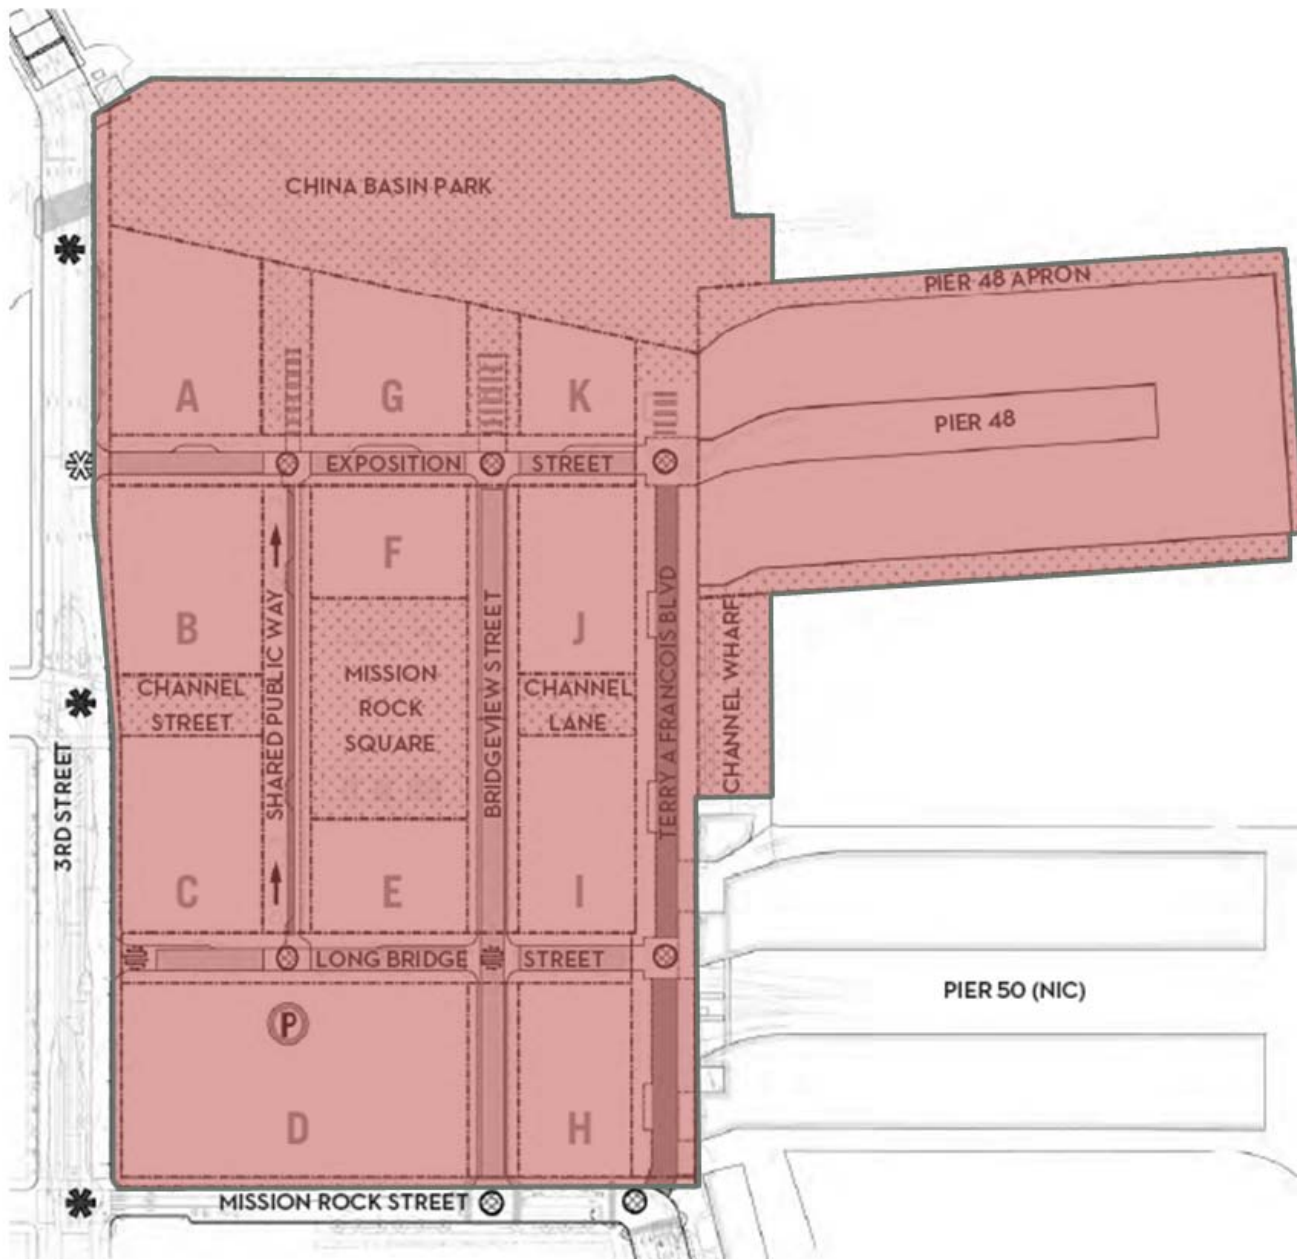 CHINA BASIN PARK
PIER 48 APRON
A
G
K
PIER 48
EXPOSITION STREET
F
B
J
SHARED PUBLIC WAY
BRIDGEVIEW STREET
TERRY A FRANCOIS BLVD
CHANNEL WHARF
CHANNEL
STREET
MISSION
ROCK
SQUARE
CHANNEL
LANE
3RD STREET
C
E
I
LONG BRIDGE STREET
PIER 50 (NIC)
P
D
H
MISSION ROCK STREET